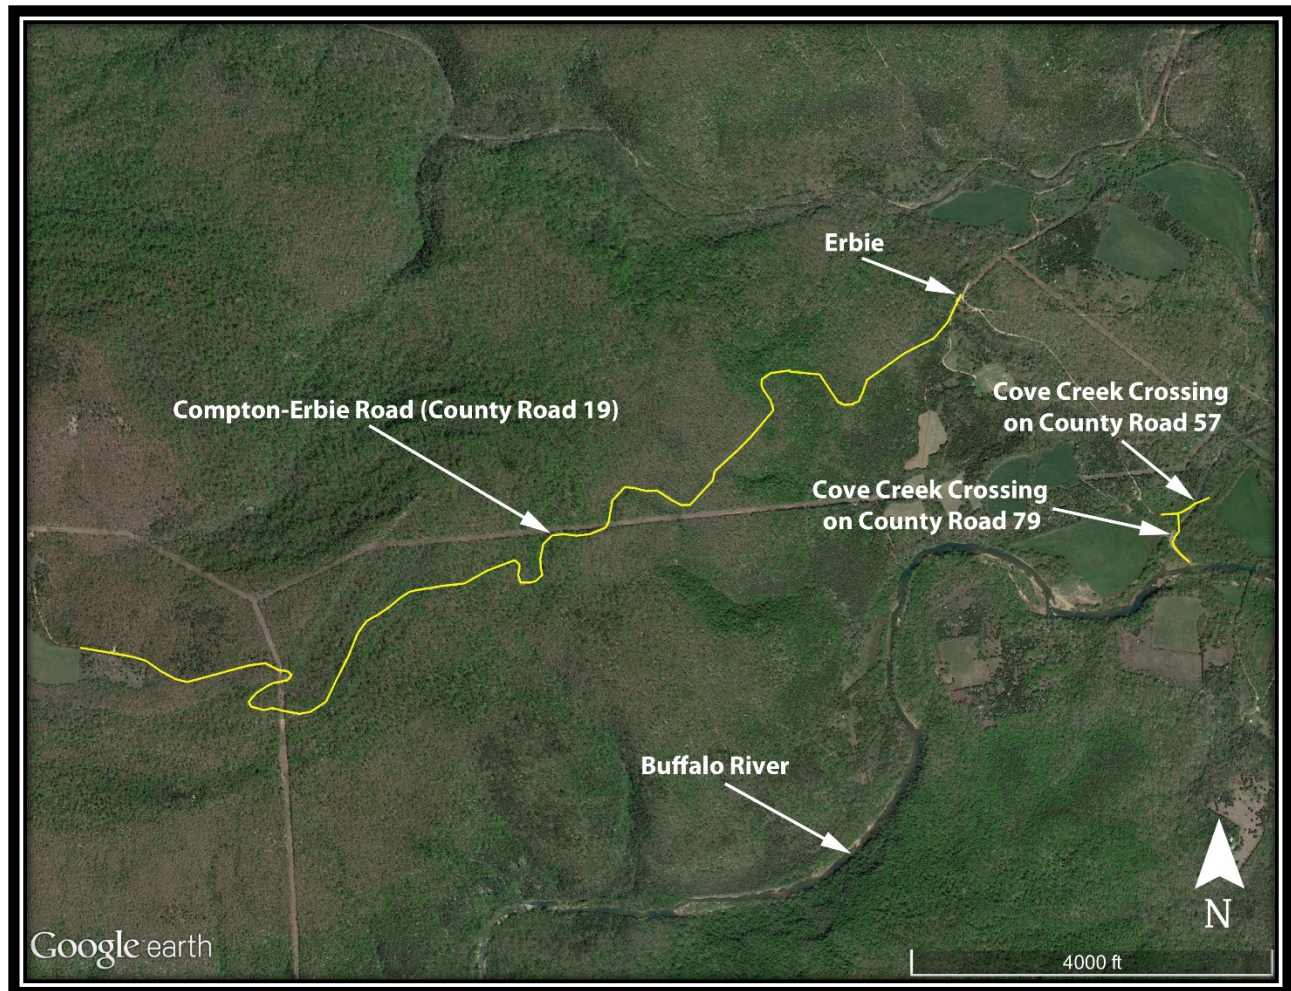 Erbie
Compton-Erbie Road (County Road 19)
Cove Creek Crossing
on County Road 57
Cove Creek Crossing
on County Road 79
Buffalo River
N
Google earth
4000 ft